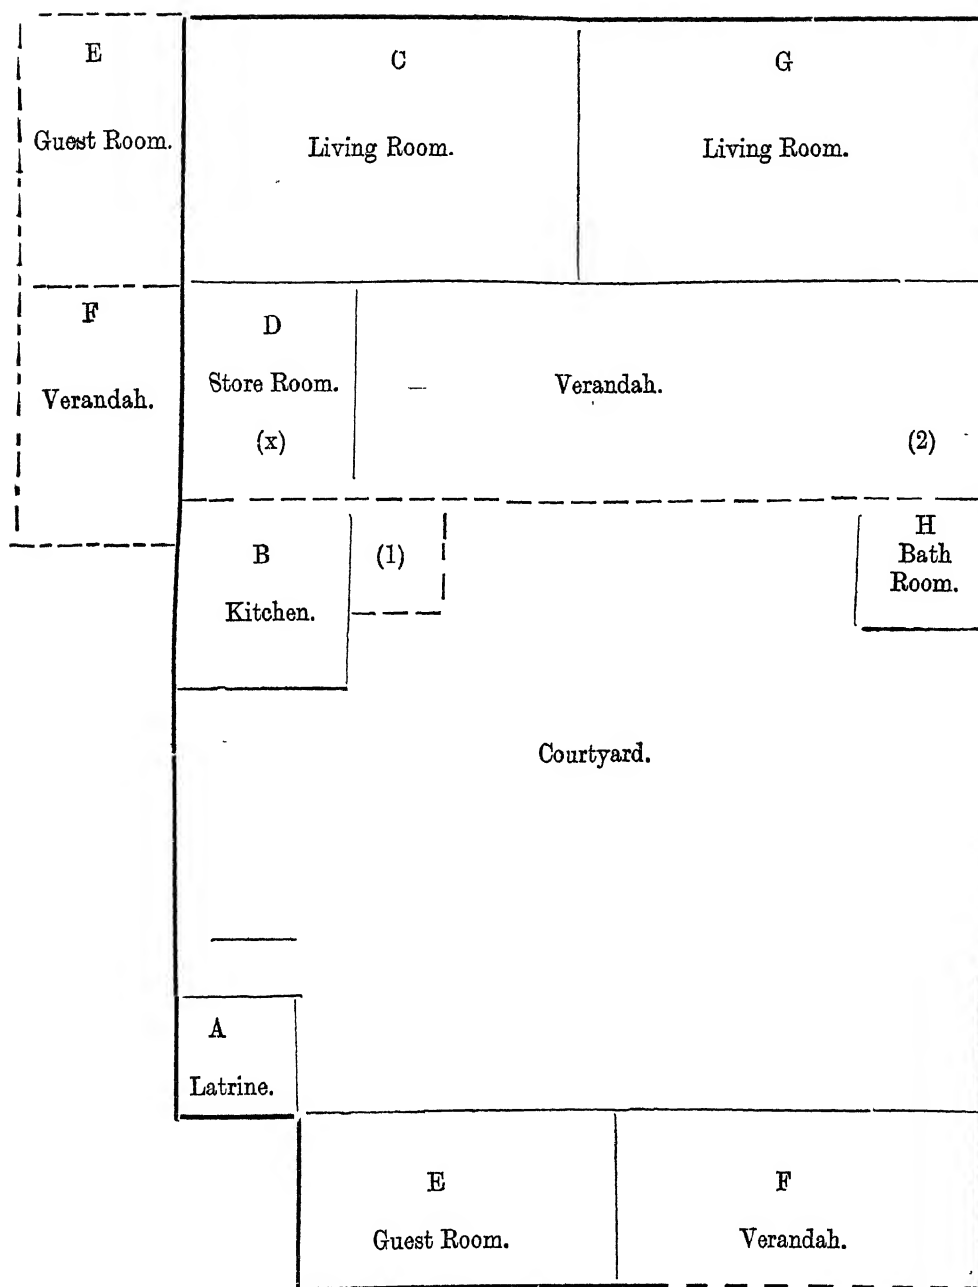 E
Guest Room.
C
Living Room.
G
Living Room.
F
Verandah.
D
Store Room.
(x)
Verandah.
(2)
B
Kitchen.
(1)
H
Bath
Room.
Courtyard.
A
Latrine.
E
Guest Room.
F
Verandah.